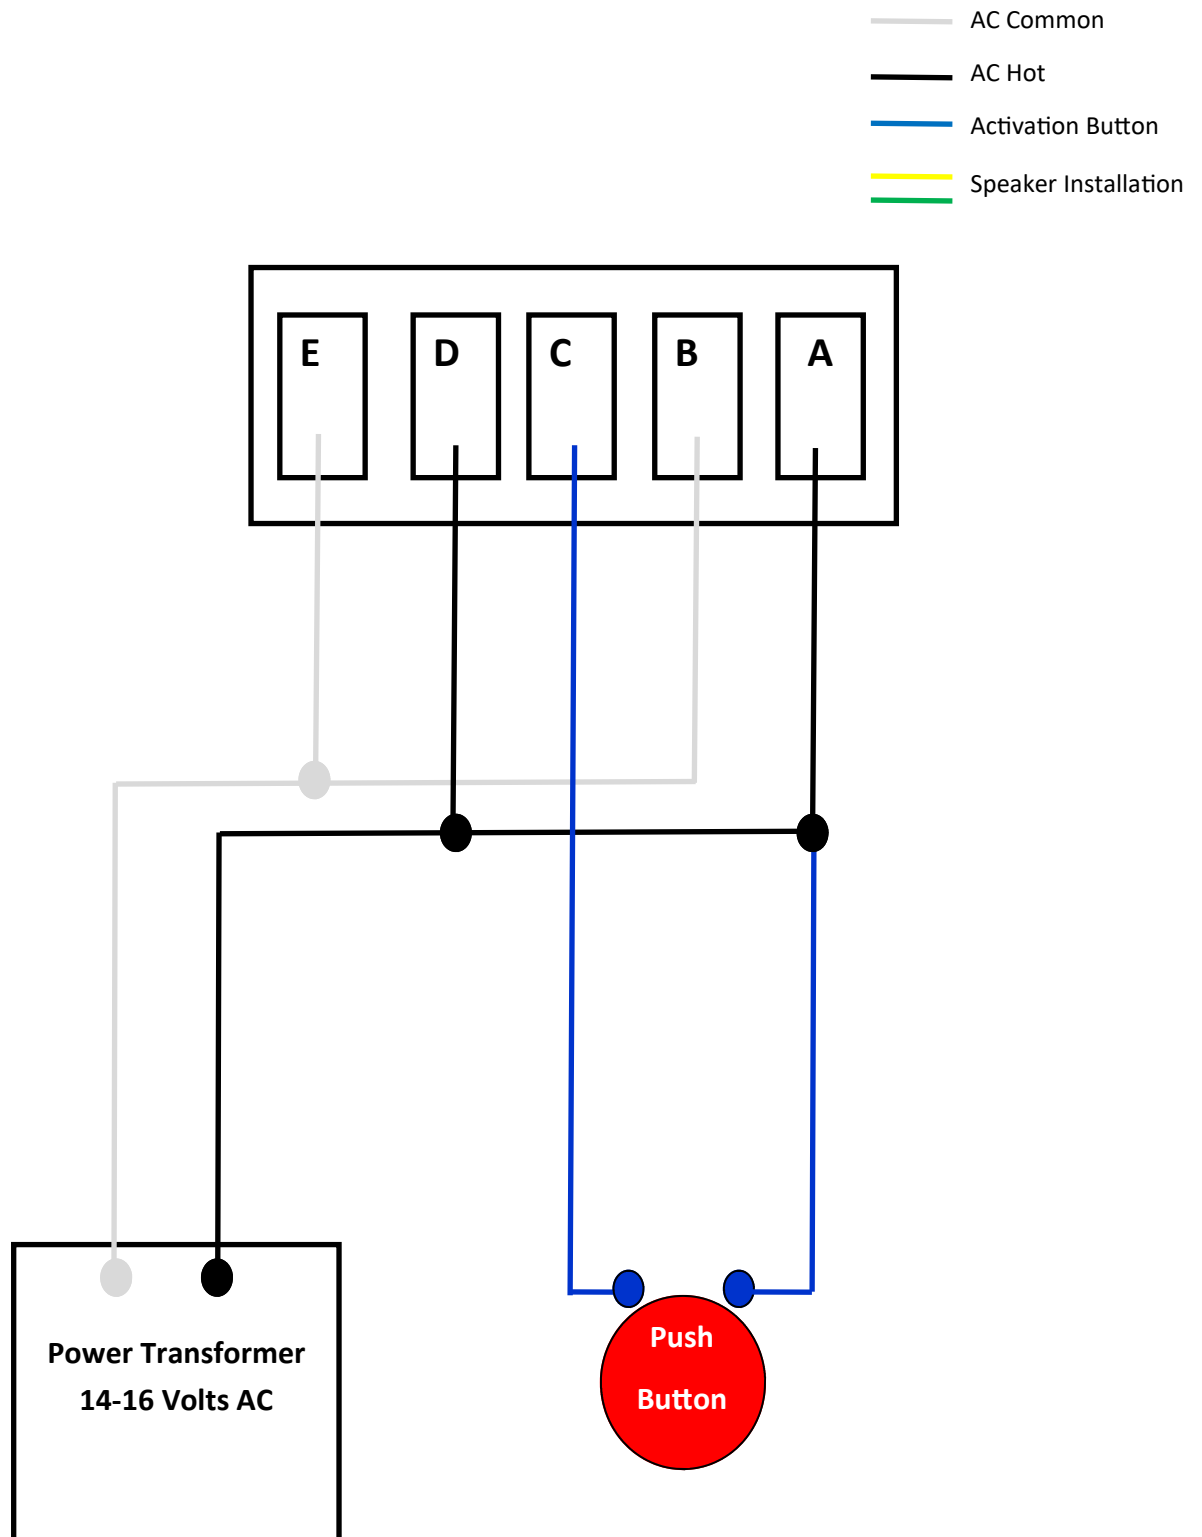 AC Common
AC Hot
Activation Button
Speaker Installation
E D C B A
Power Transformer
14-16 Volts AC
Push
Button